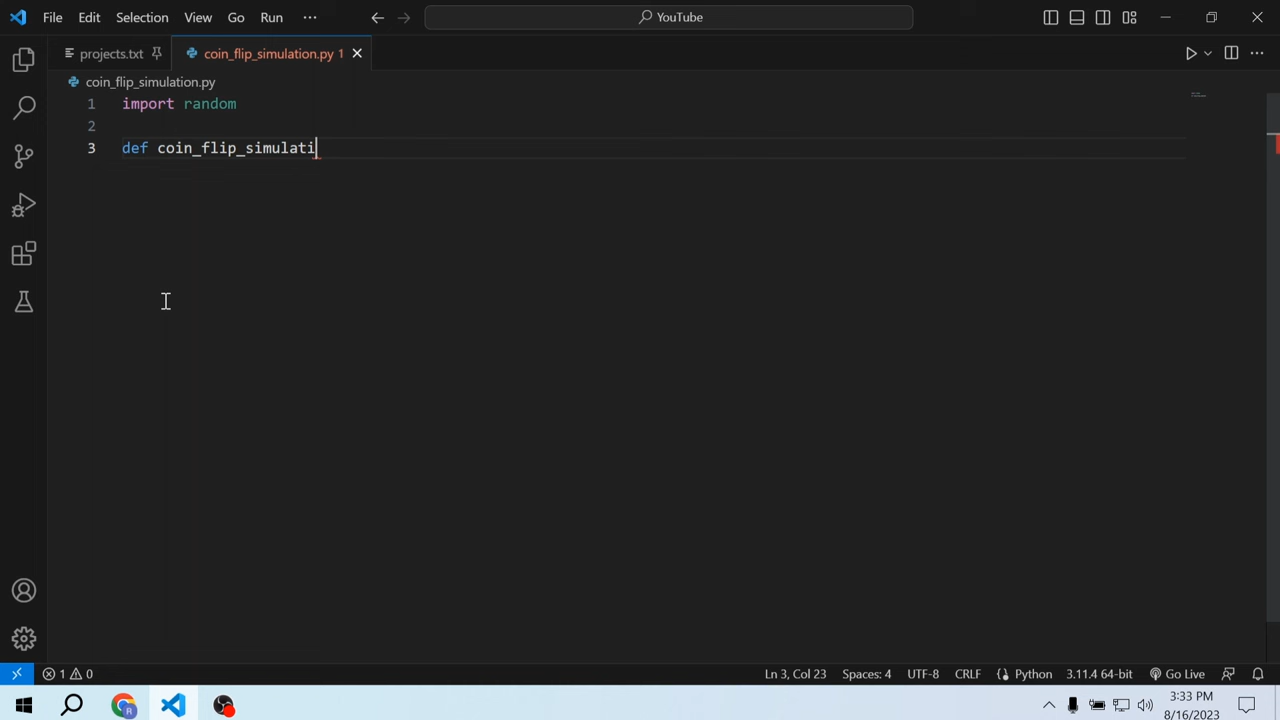 File Edit Selection View Go Run ··· YouTube
projects.txt coin_flip_simulation.py 1
coin_flip_simulation.py
1 import random
2
3 def coin_flip_simulati
1 0 Ln 3, Col 23 Spaces: 4 UTF-8 CRLF Python 3.11.4 64-bit Go Live
3:33 PM
8/16/2023